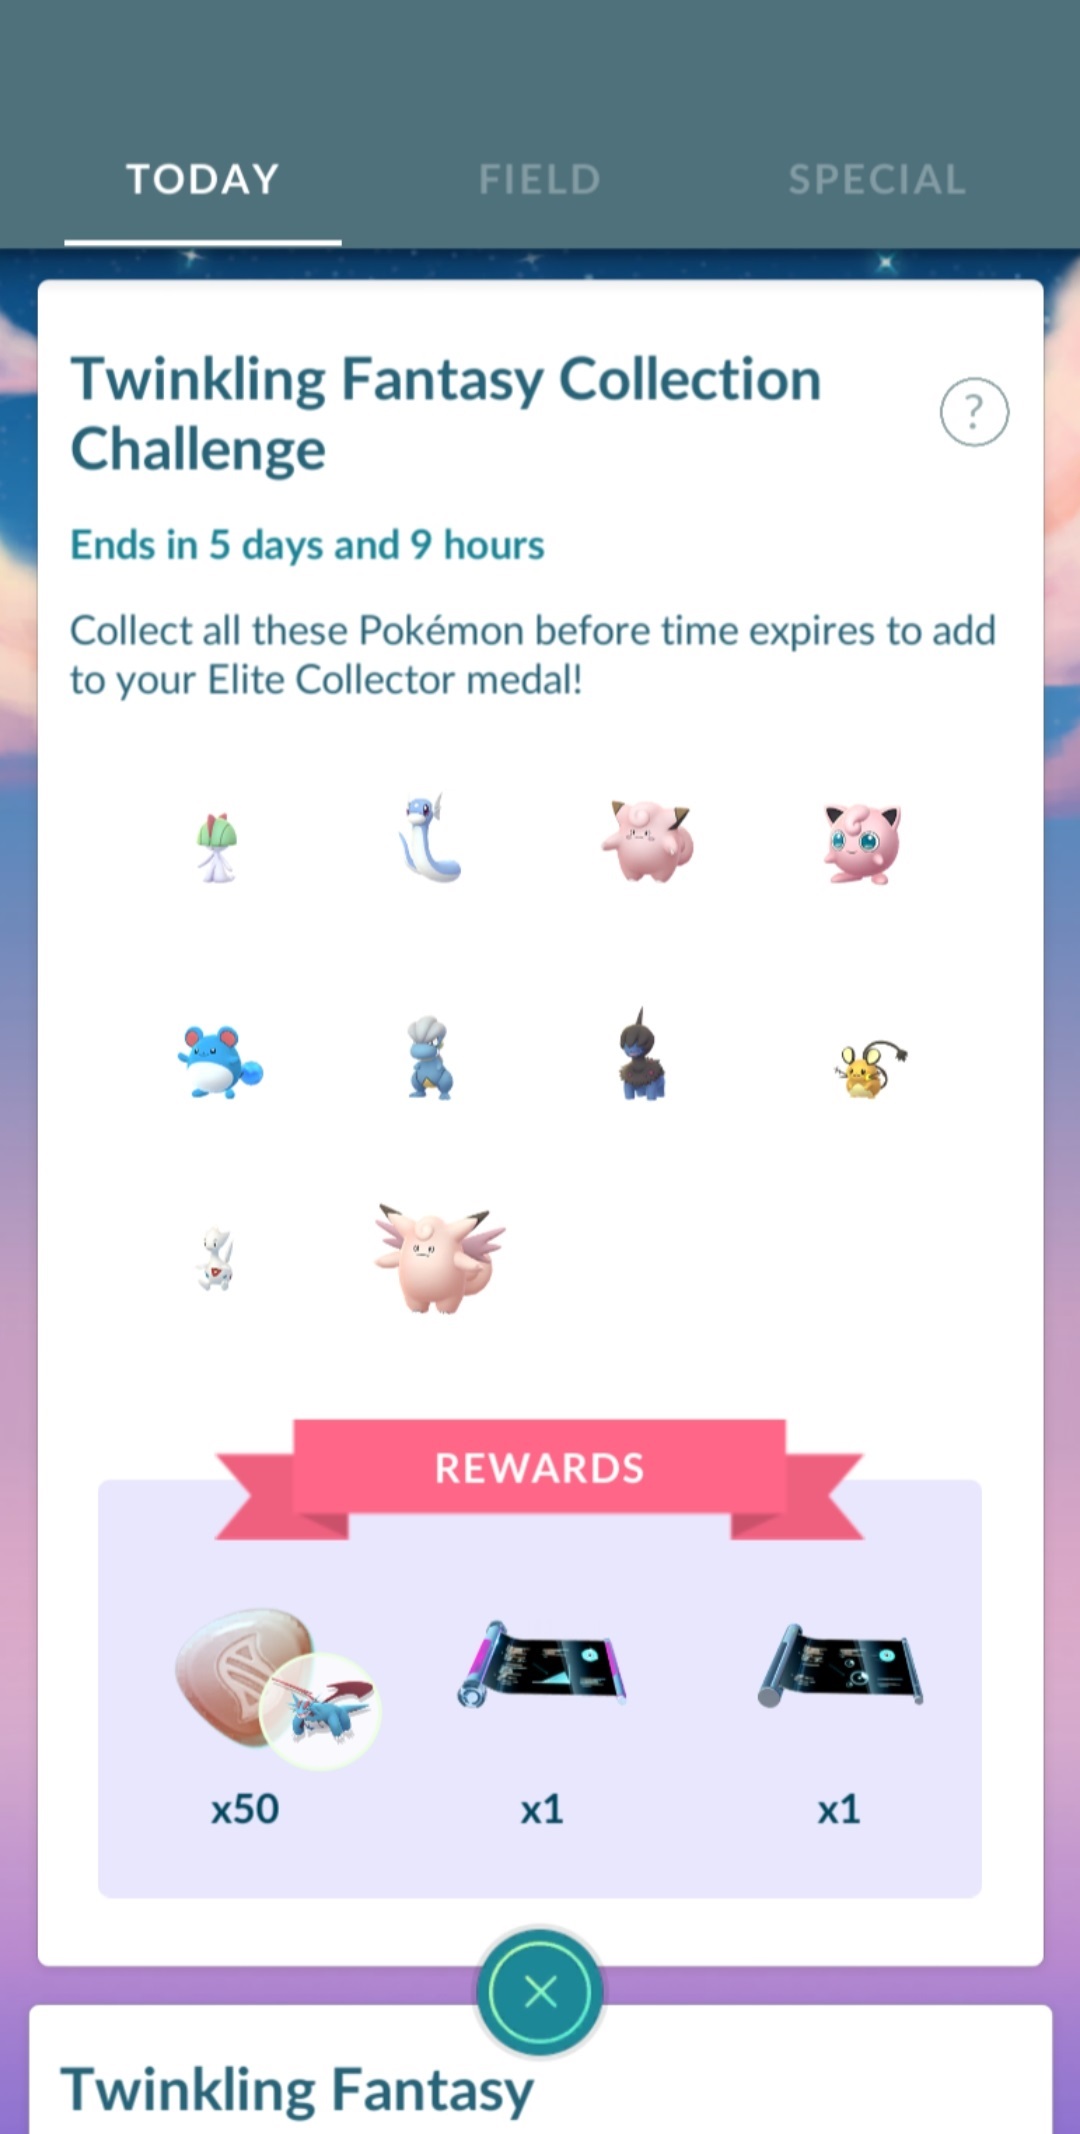 TODAY
FIELD
SPECIAL
Twinkling Fantasy Collection
Challenge
?
Ends in 5 days and 9 hours
Collect all these Pokémon before time expires to add
to your Elite Collector medal!
REWARDS
x50
x1
x1
Twinkling Fantasy